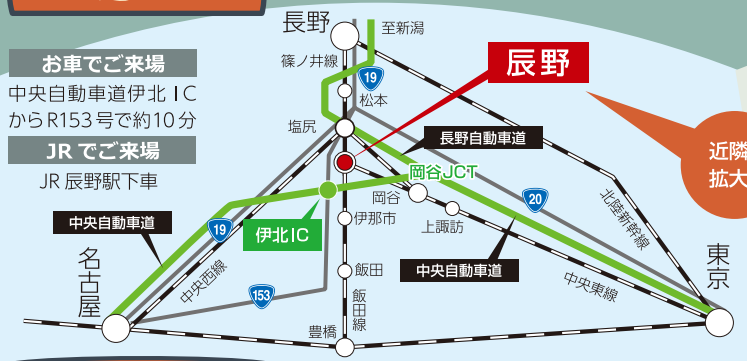 お車でご来場
中央自動車道伊北IC
からR153号で約10分
JRでご来場
JR辰野駅下車
長野
至新潟
篠ノ井線
19
松本
辰野
塩尻
長野自動車道
岡谷JCT
近隣
拡大
中央自動車道
19
伊北IC
岡谷
伊那市
上諏訪
20
北陸新幹線
名古屋
中央西線
153
飯田
飯田線
中央自動車道
中央東線
東京
豊橋